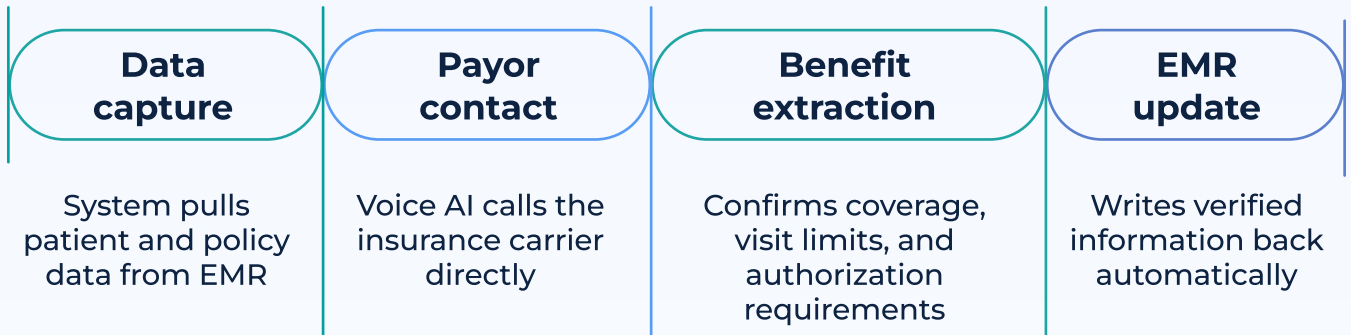 Data
capture
System pulls
patient and policy
data from EMR
Payor
contact
Voice AI calls the
insurance carrier
directly
Benefit
extraction
Confirms coverage,
visit limits, and
authorization
requirements
EMR
update
Writes verified
information back
automatically